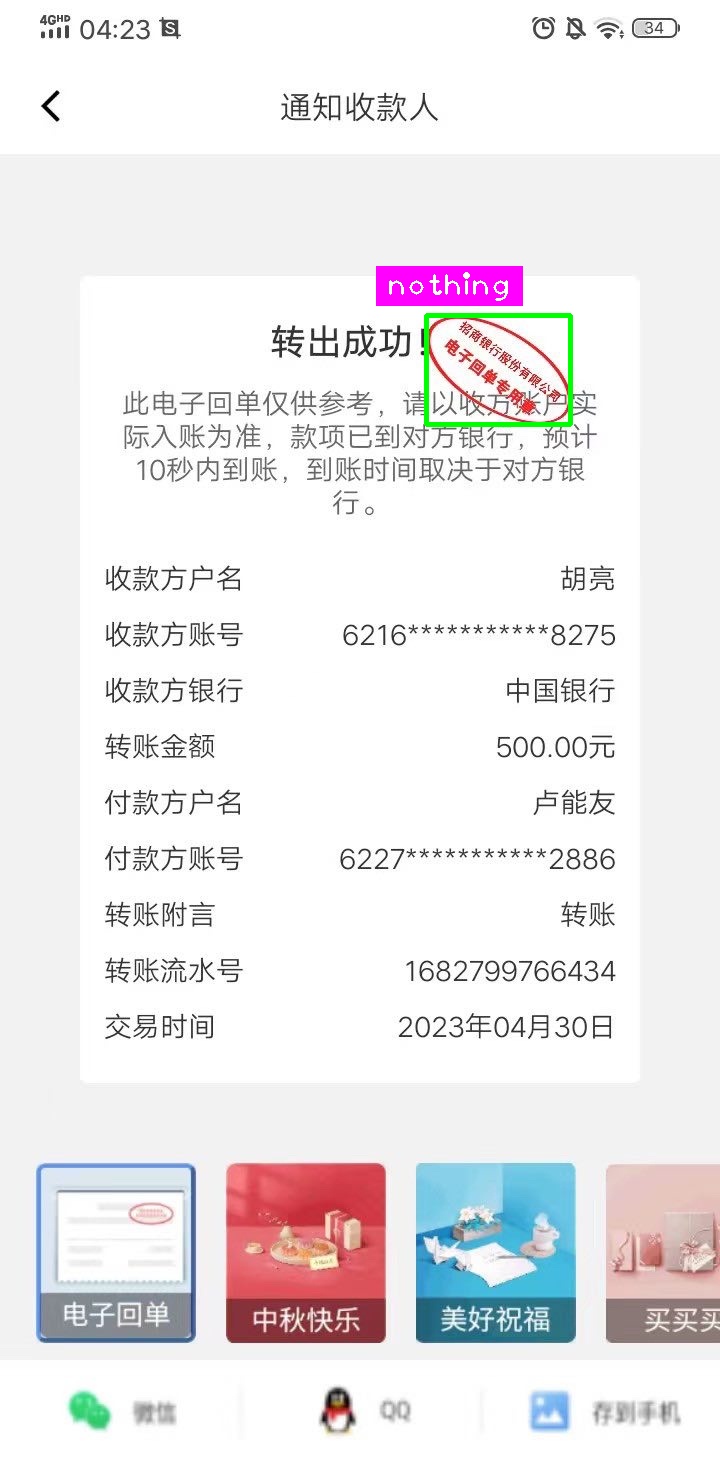 4GHD 04:23 34
通知收款人
nothing
转出成功!
招商银行股份有限公司
电子回单专用章
此电子回单仅供参考，请以收方账户实
际入账为准，款项已到对方银行，预计
10秒内到账，到账时间取决于对方银
行。
收款方户名 胡亮
收款方账号 6216***********8275
收款方银行 中国银行
转账金额 500.00元
付款方户名 卢能友
付款方账号 6227***********2886
转账附言 转账
转账流水号 1682799766434
交易时间 2023年04月30日
电子回单 中秋快乐 美好祝福 买买买
微信 QQ 存到手机